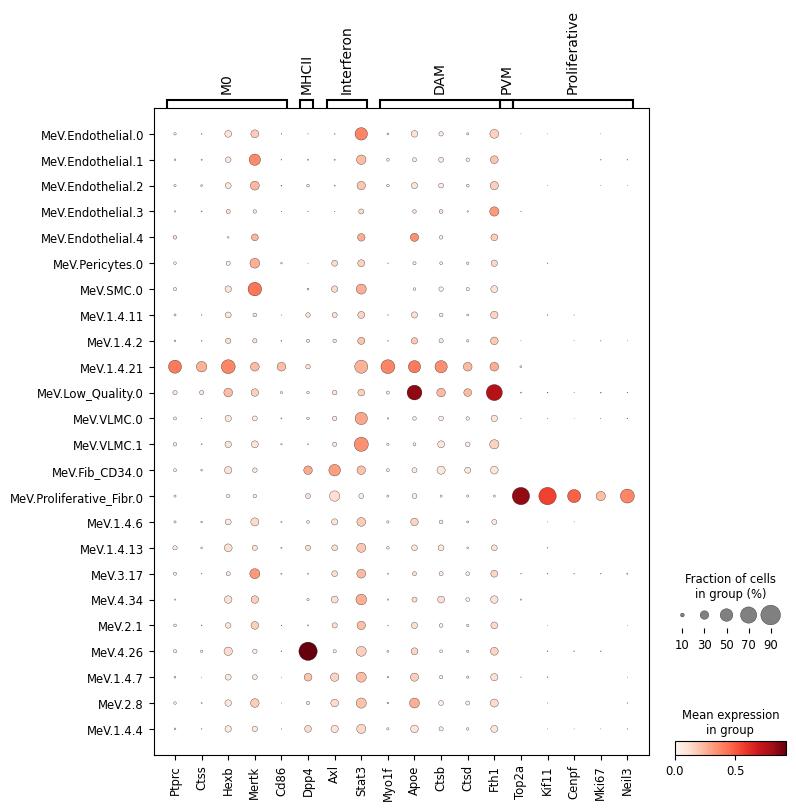 M0
MHCII
Interferon
DAM
PVM
Proliferative
MeV.Endothelial.0
MeV.Endothelial.1
MeV.Endothelial.2
MeV.Endothelial.3
MeV.Endothelial.4
MeV.Pericytes.0
MeV.SMC.0
MeV.1.4.11
MeV.1.4.2
MeV.1.4.21
MeV.Low_Quality.0
MeV.VLMC.0
MeV.VLMC.1
MeV.Fib_CD34.0
MeV.Proliferative_Fibr.0
MeV.1.4.6
MeV.1.4.13
MeV.3.17
MeV.4.34
MeV.2.1
MeV.4.26
MeV.1.4.7
MeV.2.8
MeV.1.4.4
Ptprc
Ctss
Hexb
Mertk
Cd86
Dpp4
Axl
Stat3
Myo1f
Apoe
Ctsb
Ctsd
Fth1
Top2a
Kif11
Cenpf
Mki67
Neil3
Fraction of cells
in group (%)
10 30 50 70 90
Mean expression
in group
0.0 0.5